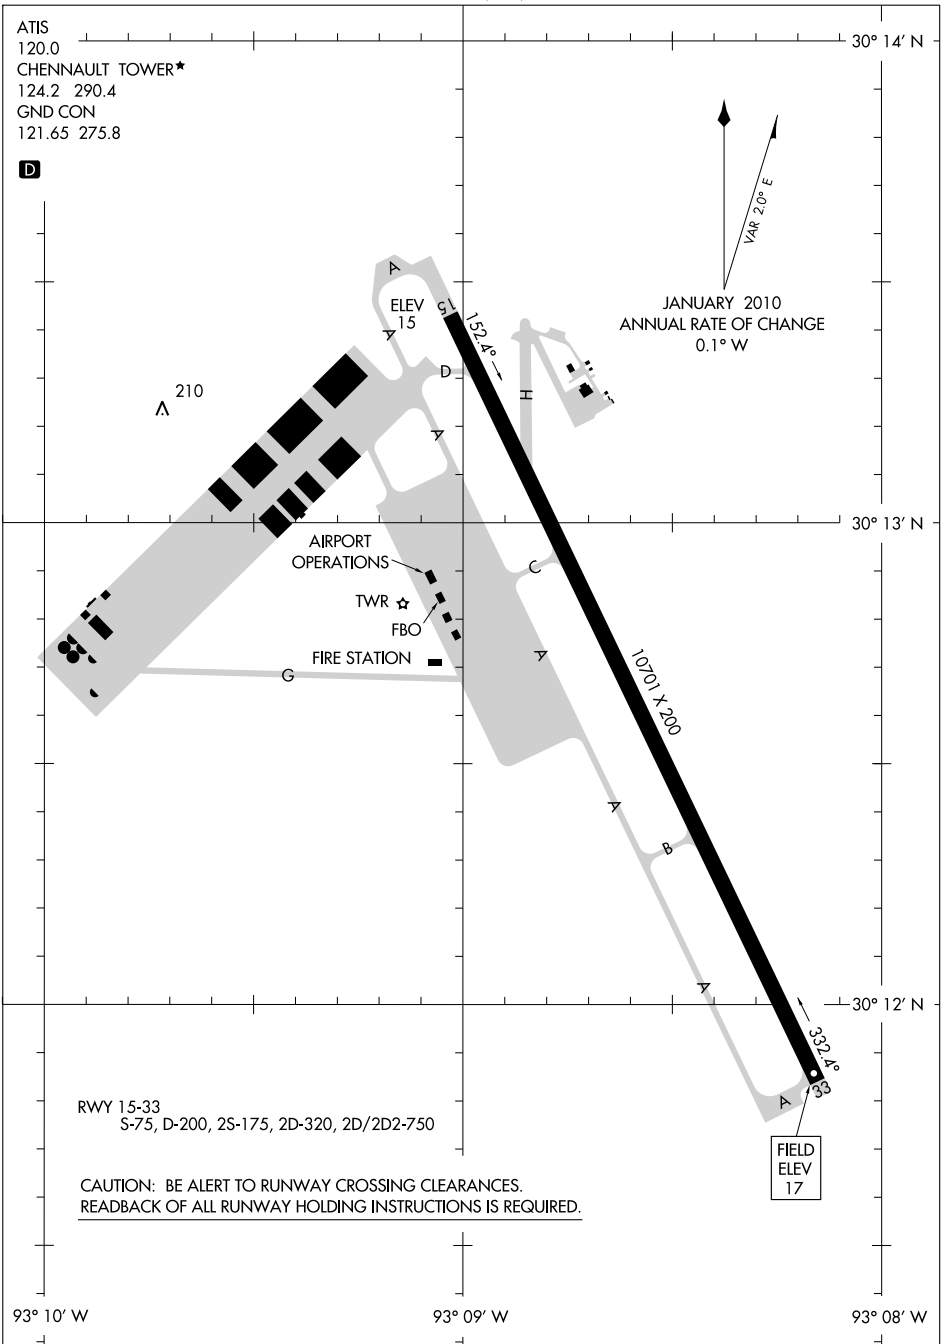 ATIS
120.0
CHENNAULT TOWER★
124.2 290.4
GND CON
121.65 275.8
D
30° 14' N
VAR 2.0° E
JANUARY 2010
ANNUAL RATE OF CHANGE
0.1° W
A
ELEV
15
15
152.4°
A
D
H
210
A
30° 13' N
AIRPORT
OPERATIONS
C
TWR
FBO
A
FIRE STATION
G
10701 X 200
A
B
A
30° 12' N
332.4°
33
A
RWY 15-33
S-75, D-200, 2S-175, 2D-320, 2D/2D2-750
FIELD
ELEV
17
CAUTION: BE ALERT TO RUNWAY CROSSING CLEARANCES.
READBACK OF ALL RUNWAY HOLDING INSTRUCTIONS IS REQUIRED.
93° 10' W
93° 09' W
93° 08' W